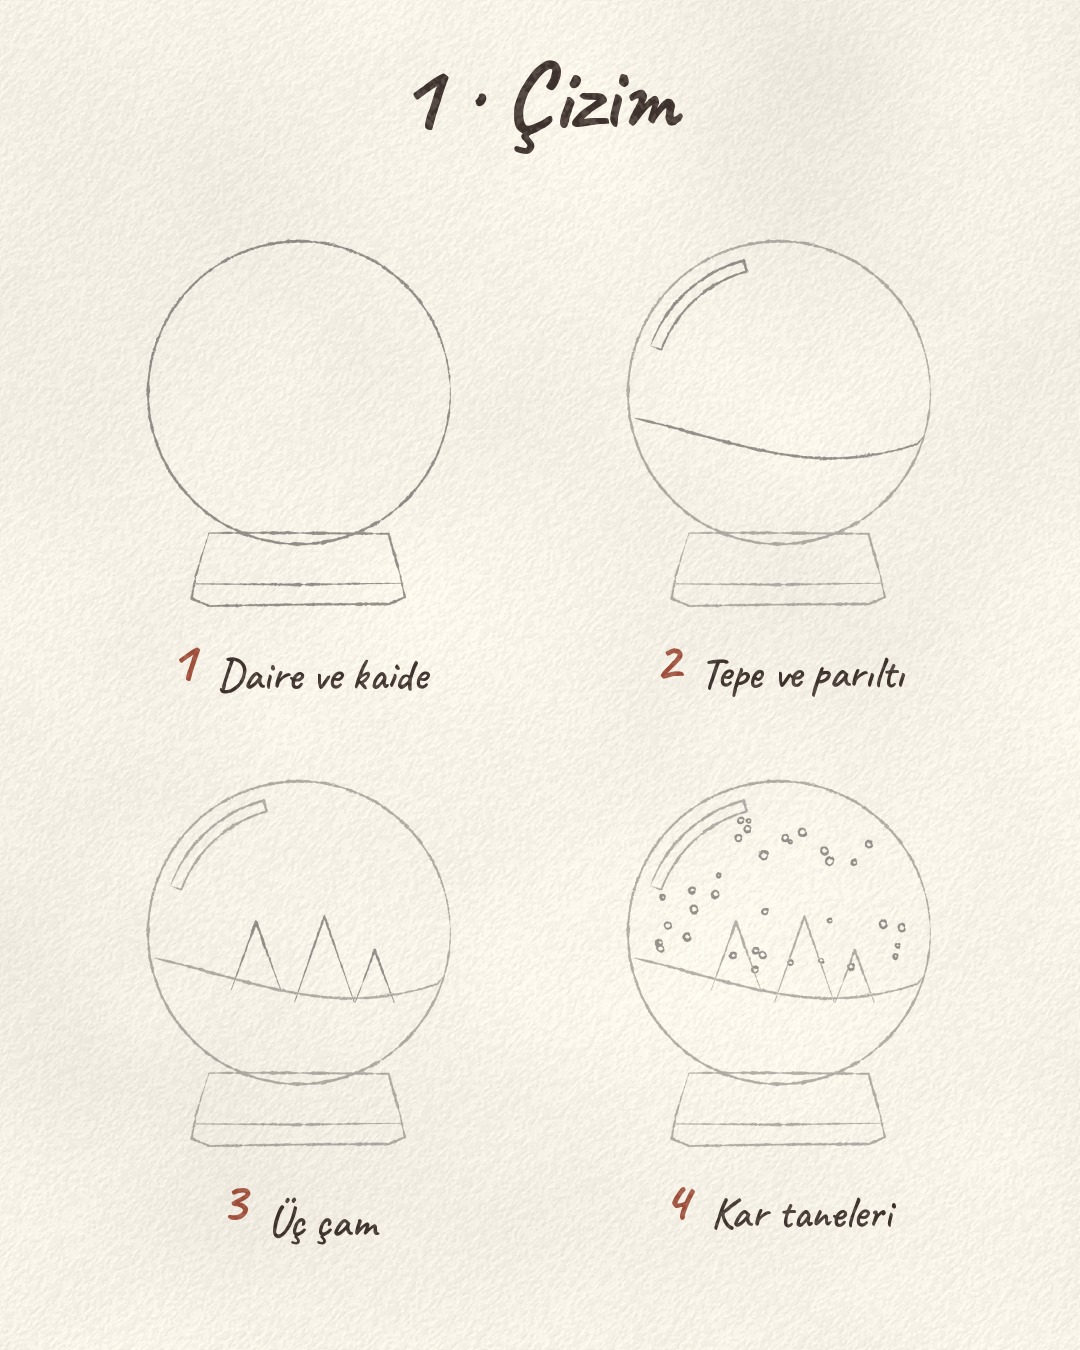 1 · Çizim
1 Daire ve kaide
2 Tepe ve parıltı
3 Üç çam
4 Kar taneleri